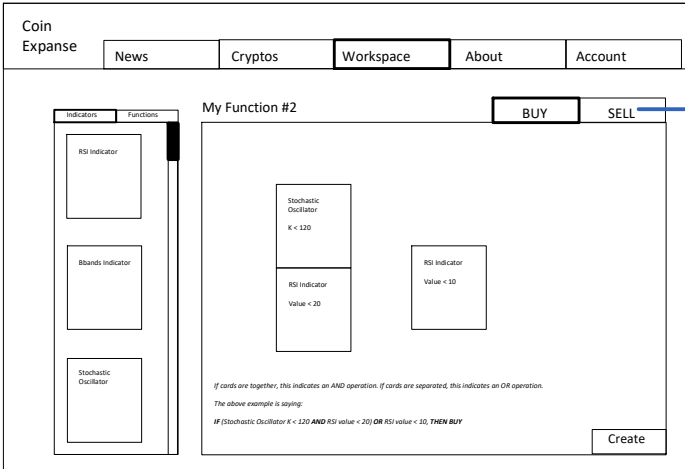 Coin
Expanse
News
Cryptos
Workspace
About
Account
Indicators
Functions
My Function #2
BUY
SELL
RSI Indicator
Bbands Indicator
Stochastic
Oscillator
Stochastic
Oscillator
K < 120
RSI Indicator
Value < 20
RSI Indicator
Value < 10
If cards are together, this indicates an AND operation. If cards are separated, this indicates an OR operation.
The above example is saying:
IF (Stochastic Oscillator K < 120 AND RSI value < 20) OR RSI value < 10, THEN BUY
Create